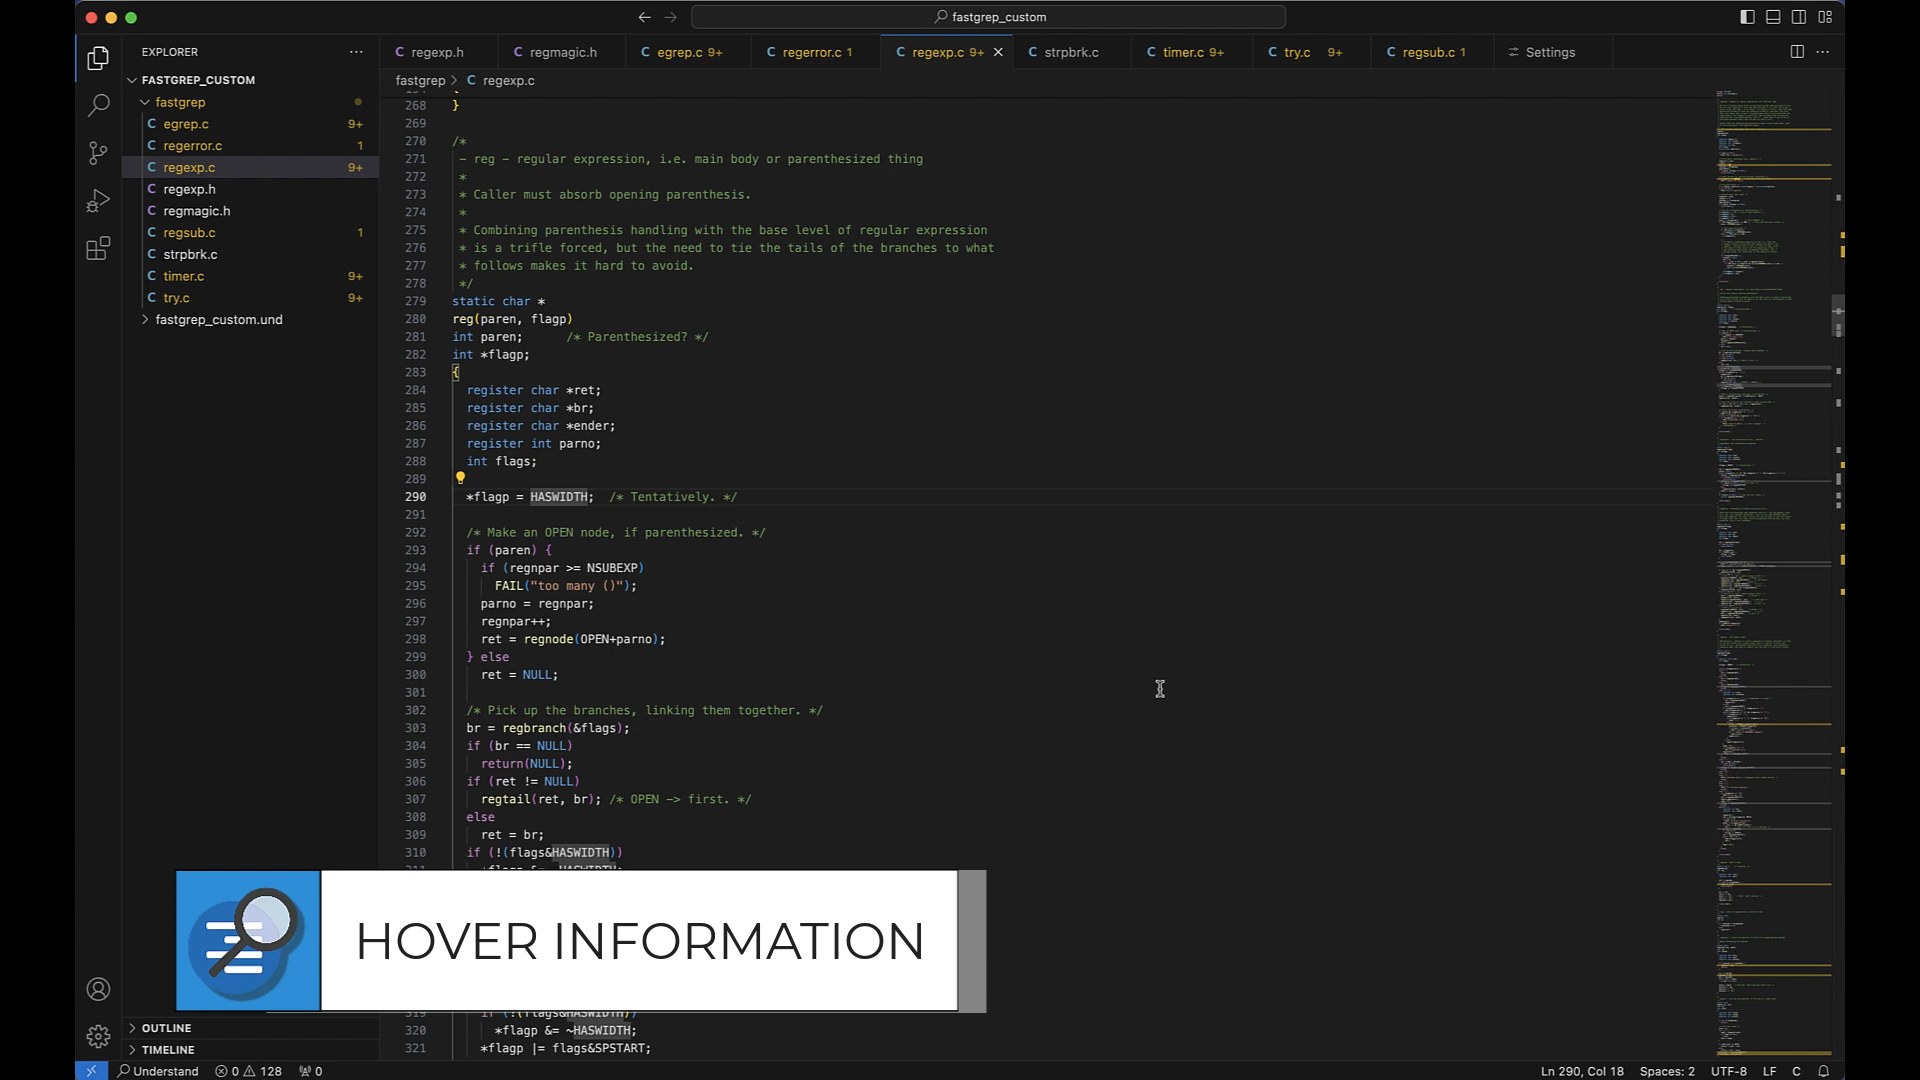 fastgrep_custom
EXPLORER
FASTGREP_CUSTOM
fastgrep
C egrep.c 9+
C regerror.c 1
C regexp.c 9+
C regexp.h
C regmagic.h
C regsub.c 1
C strpbrk.c
C timer.c 9+
C try.c 9+
fastgrep_custom.und
OUTLINE
TIMELINE
C regexp.h
C regmagic.h
C egrep.c 9+
C regerror.c 1
C regexp.c 9+
C strpbrk.c
C timer.c 9+
C try.c 9+
C regsub.c 1
Settings
fastgrep > C regexp.c
268 }
269
270 /*
271 - reg - regular expression, i.e. main body or parenthesized thing
272 *
273 * Caller must absorb opening parenthesis.
274 *
275 * Combining parenthesis handling with the base level of regular expression
276 * is a trifle forced, but the need to tie the tails of the branches to what
277 * follows makes it hard to avoid.
278 */
279 static char *
280 reg(paren, flagp)
281 int paren; /* Parenthesized? */
282 int *flagp;
283 {
284 register char *ret;
285 register char *br;
286 register char *ender;
287 register int parno;
288 int flags;
289
290 *flagp = HASWIDTH; /* Tentatively. */
291
292 /* Make an OPEN node, if parenthesized. */
293 if (paren) {
294 if (regnpar >= NSUBEXP)
295 FAIL("too many ()");
296 parno = regnpar;
297 regnpar++;
298 ret = regnode(OPEN+parno);
299 } else
300 ret = NULL;
301
302 /* Pick up the branches, linking them together. */
303 br = regbranch(&flags);
304 if (br == NULL)
305 return(NULL);
306 if (ret != NULL)
307 regtail(ret, br); /* OPEN -> first. */
308 else
309 ret = br;
310 if (!(flags&HASWIDTH))
HOVER INFORMATION
319 if (!(flags&HASWIDTH))
320 *flagp &= ~HASWIDTH;
321 *flagp |= flags&SPSTART;
Understand
0 128
0
Ln 290, Col 18
Spaces: 2
UTF-8
LF
C